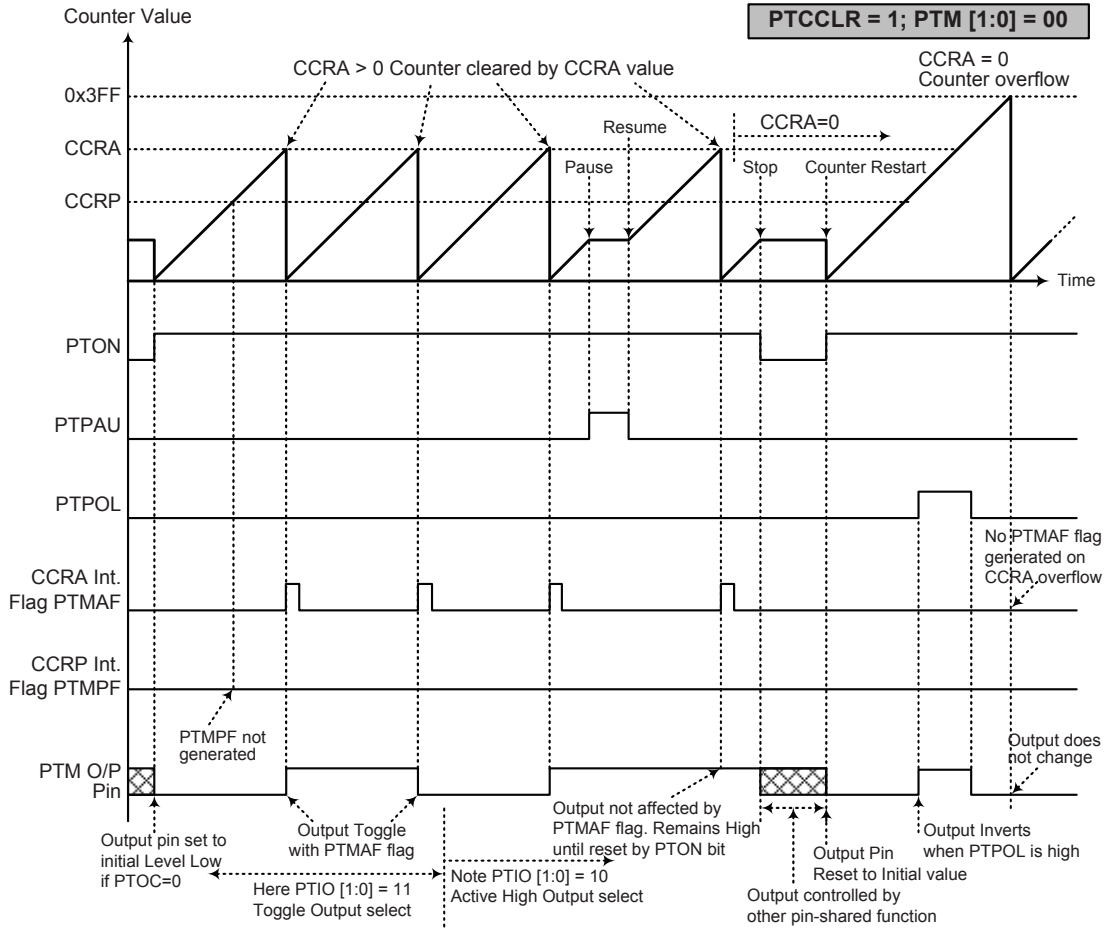 Counter Value
PTCCLR = 1; PTM [1:0] = 00
CCRA > 0 Counter cleared by CCRA value
CCRA = 0
Counter overflow
0x3FF
CCRA=0
Resume
CCRA
Pause
Stop
Counter Restart
CCRP
Time
PTON
PTPAU
PTPOL
No PTMAF flag
generated on
CCRA overflow
CCRA Int.
Flag PTMAF
CCRP Int.
Flag PTMPF
PTMPF not
generated
Output does
not change
PTM O/P
Pin
Output pin set to
initial Level Low
if PTOC=0
Output Toggle
with PTMAF flag
Here PTIO [1:0] = 11
Toggle Output select
Note PTIO [1:0] = 10
Active High Output select
Output not affected by
PTMAF flag. Remains High
until reset by PTON bit
Output controlled by
other pin-shared function
Output Pin
Reset to Initial value
Output Inverts
when PTPOL is high